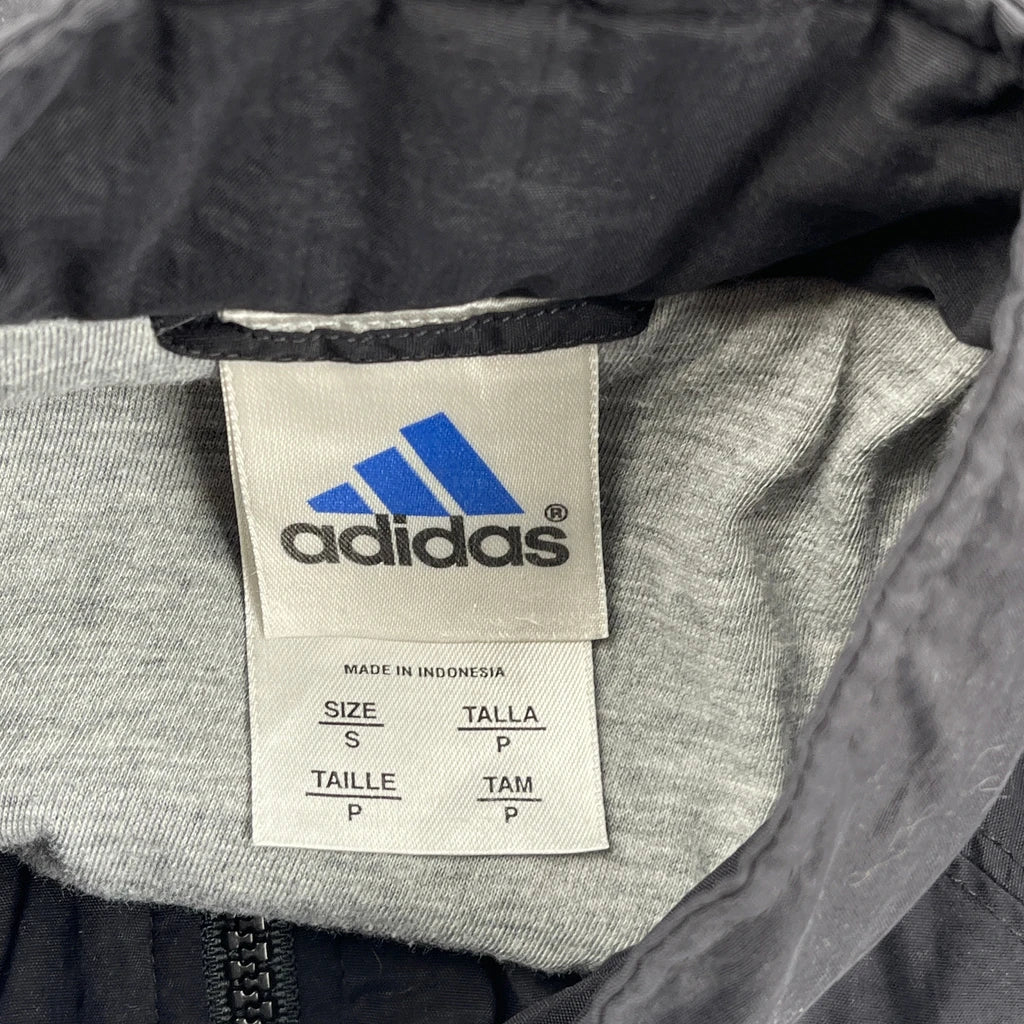 adidas®
MADE IN INDONESIA
SIZE TALLA
S P
TAILLE TAM
P P